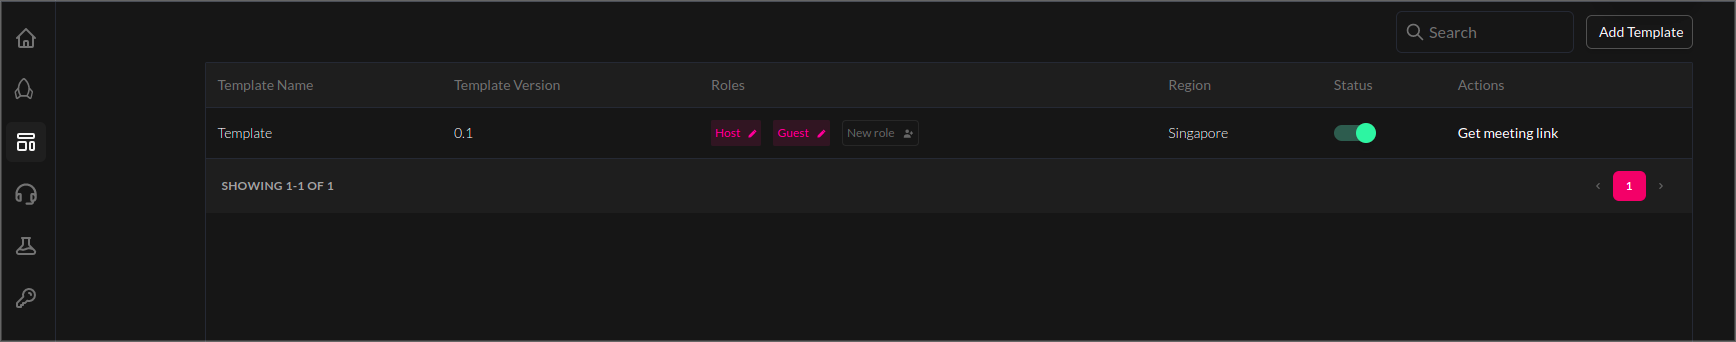 Search Add Template
Template Name Template Version Roles Region Status Actions
Template 0.1 Host Guest New role Singapore Get meeting link
SHOWING 1-1 OF 1 ‹ 1 ›